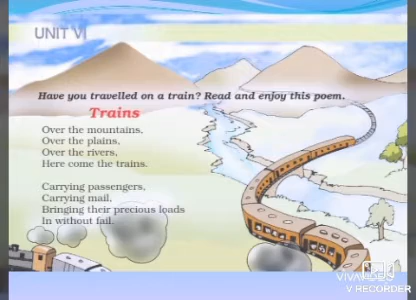 UNIT VI
Have you travelled on a train? Read and enjoy this poem.
Trains
Over the mountains,
Over the plains,
Over the rivers,
Here come the trains.
Carrying passengers,
Carrying mail,
Bringing their precious loads
In without fail.
V RECORDER